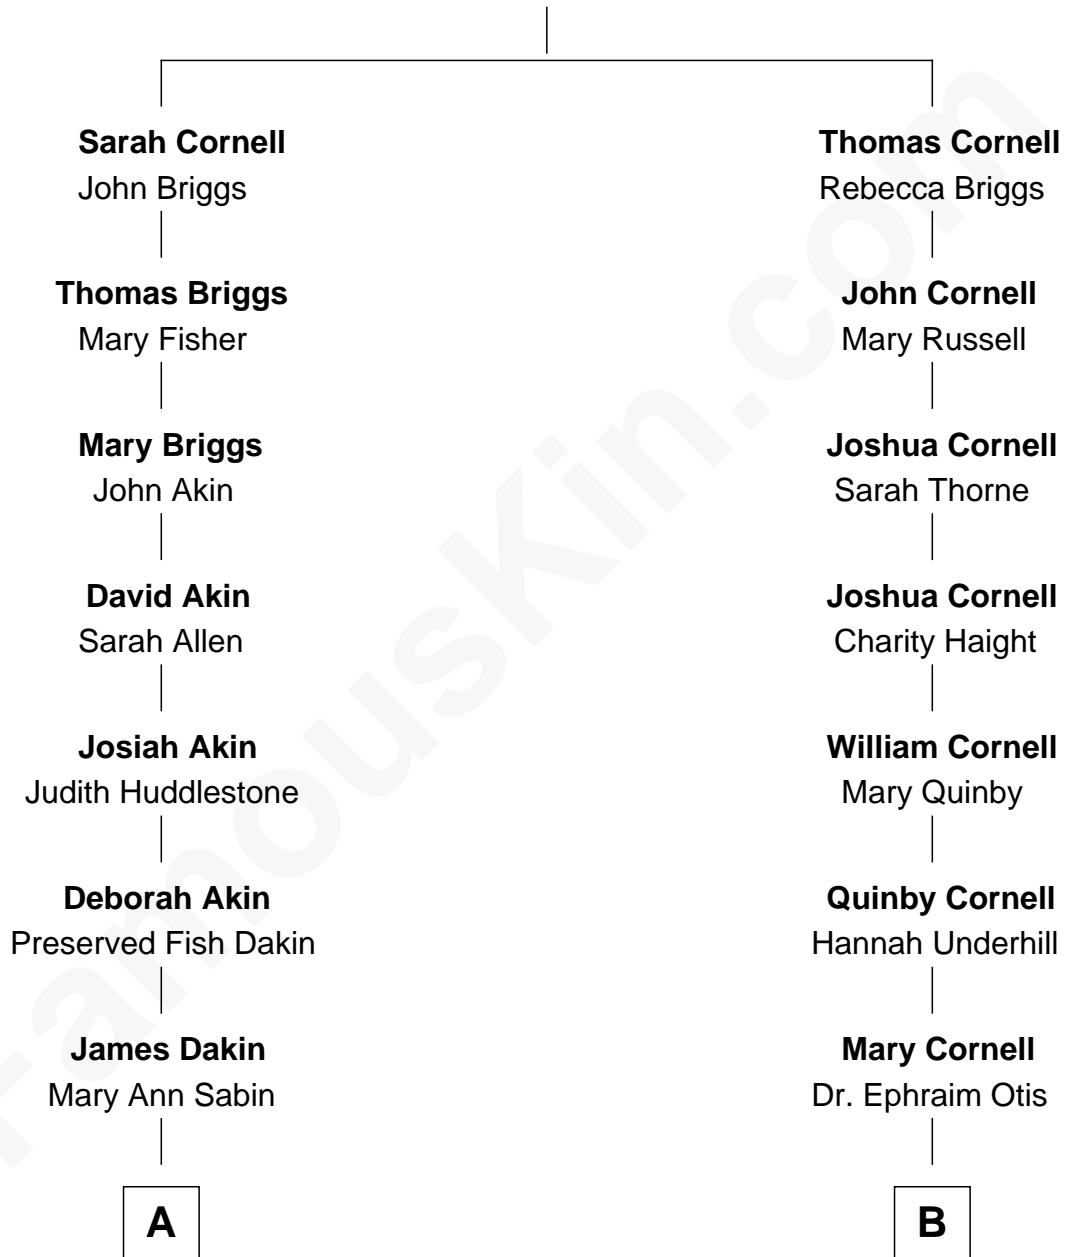 Sarah Cornell
John Briggs
Thomas Briggs
Mary Fisher
Mary Briggs
John Akin
David Akin
Sarah Allen
Josiah Akin
Judith Huddlestone
Deborah Akin
Preserved Fish Dakin
James Dakin
Mary Ann Sabin
A
Thomas Cornell
Rebecca Briggs
John Cornell
Mary Russell
Joshua Cornell
Sarah Thorne
Joshua Cornell
Charity Haight
William Cornell
Mary Quinby
Quinby Cornell
Hannah Underhill
Mary Cornell
Dr. Ephraim Otis
B
FamousKin.com